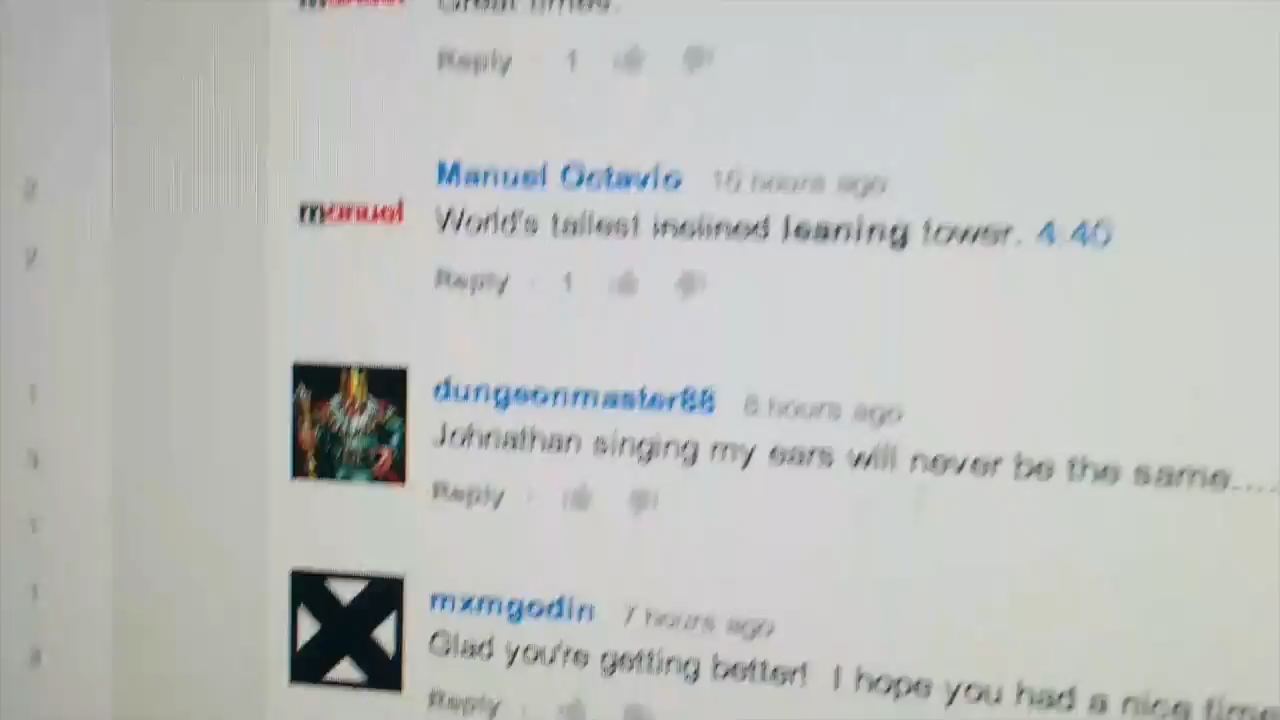 Great times.
Reply 1
Manuel Octavio 16 hours ago
manuel
World's tallest inclined leaning tower. 4:40
Reply 1
dungeonmaster88 8 hours ago
Johnathan singing my ears will never be the same....
Reply
mxmgodin 7 hours ago
Glad you're getting better! I hope you had a nice time
Reply